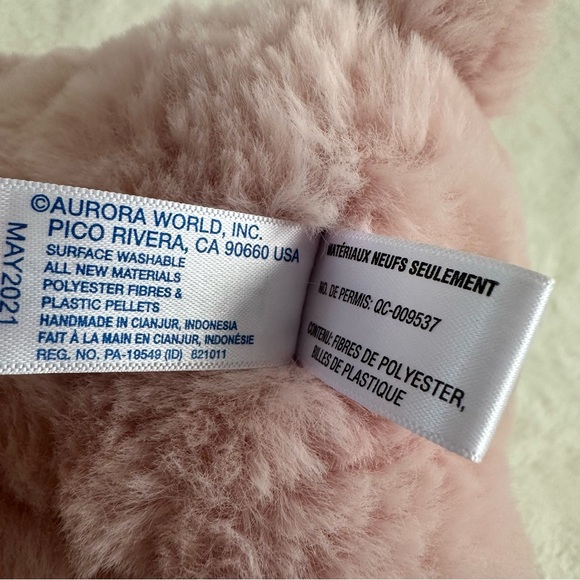 ©AURORA WORLD, INC.
PICO RIVERA, CA 90660 USA
SURFACE WASHABLE
ALL NEW MATERIALS
POLYESTER FIBRES &
PLASTIC PELLETS
HANDMADE IN CIANJUR, INDONESIA
FAIT À LA MAIN EN CIANJUR, INDONÉSIE
REG. NO. PA-19549 (ID) 821011
MAY2021
MATÉRIAUX NEUFS SEULEMENT
NO. DE PERMIS: QC-009537
CONTENU: FIBRES DE POLYESTER,
BILLES DE PLASTIQUE